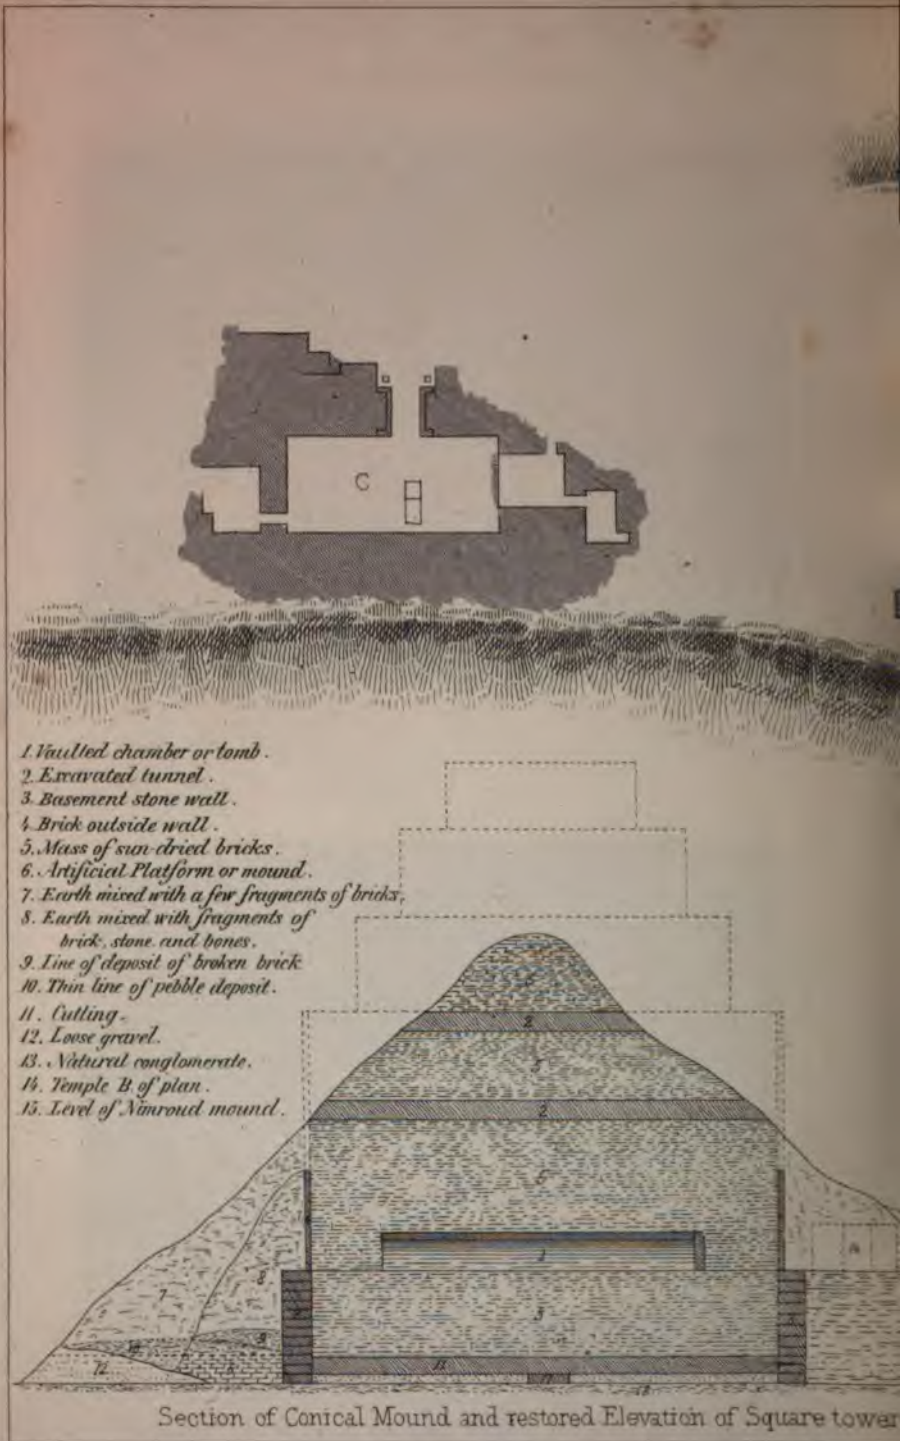 C
1. Vaulted chamber or tomb.
2. Excavated tunnel.
3. Basement stone wall.
4. Brick outside wall.
5. Mass of sun-dried bricks.
6. Artificial Platform or mound.
7. Earth mixed with a few fragments of bricks,
8. Earth mixed with fragments of
brick, stone and bones.
9. Line of deposit of broken brick
10. Thin line of pebble deposit.
11. Cutting.
12. Loose gravel.
13. Natural conglomerate.
14. Temple B of plan.
15. Level of Nimroud mound.
2
5
2
1
8
7
5
9
10
12
11
Section of Conical Mound and restored Elevation of Square tower